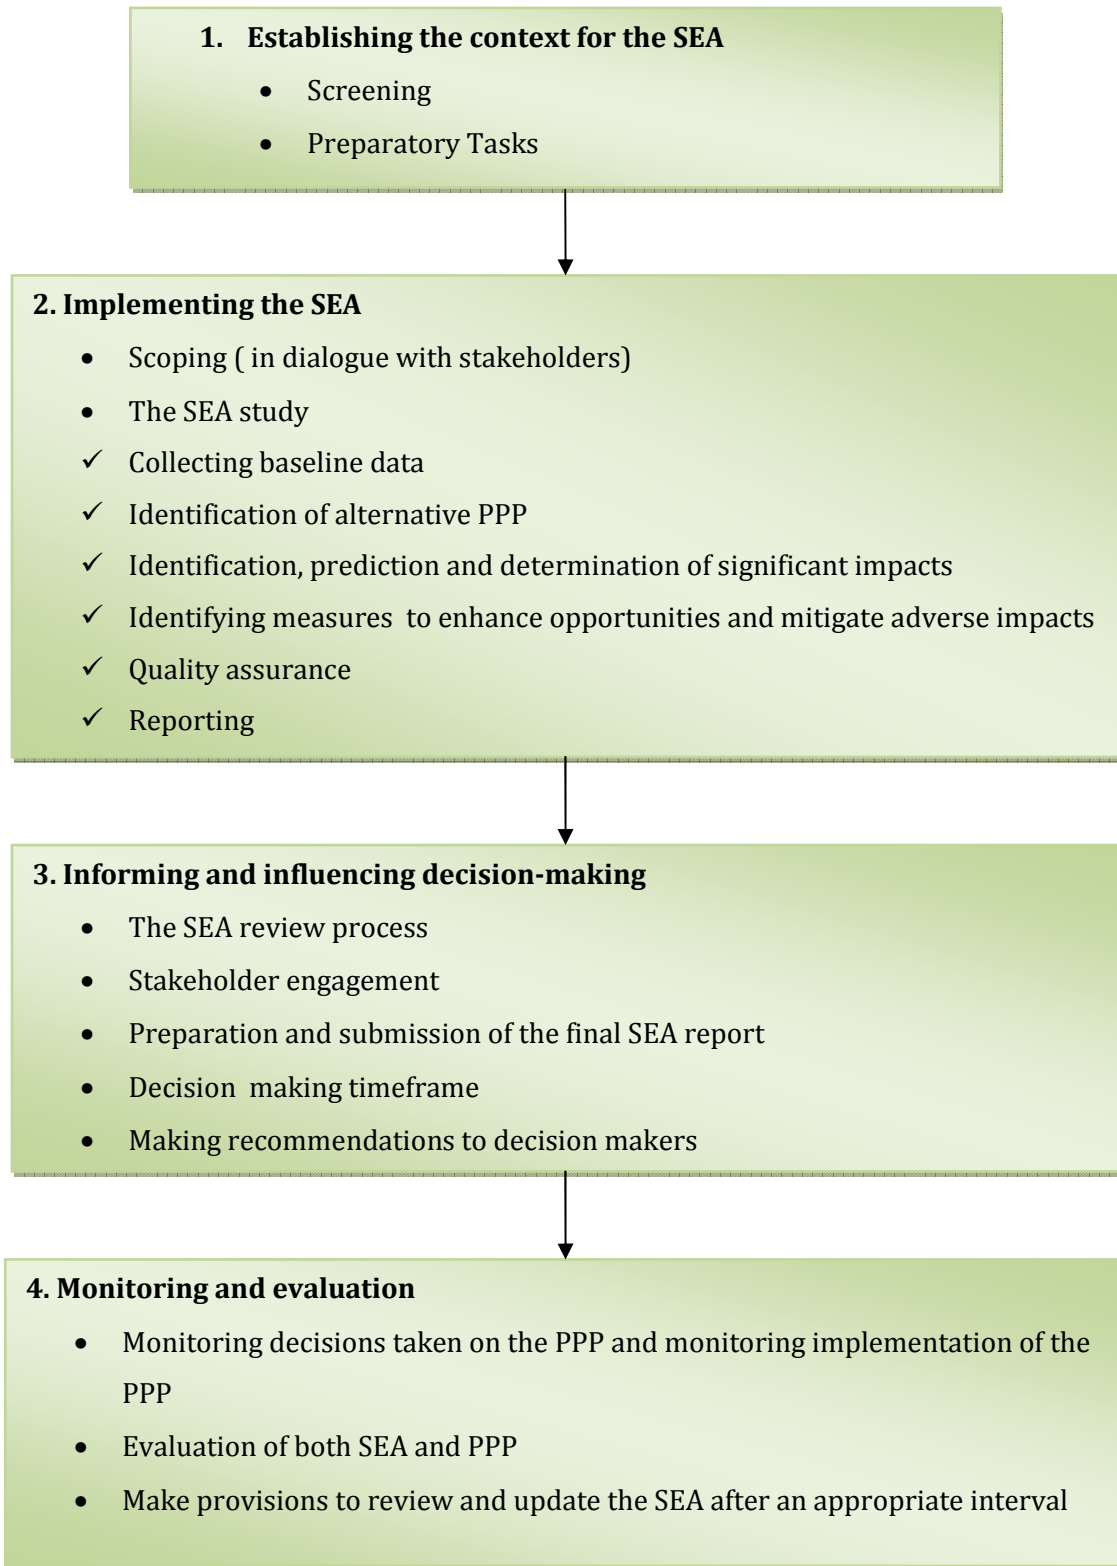 1. Establishing the context for the SEA
• Screening
• Preparatory Tasks
2. Implementing the SEA
• Scoping ( in dialogue with stakeholders)
• The SEA study
✓ Collecting baseline data
✓ Identification of alternative PPP
✓ Identification, prediction and determination of significant impacts
✓ Identifying measures  to enhance opportunities and mitigate adverse impacts
✓ Quality assurance
✓ Reporting
3. Informing and influencing decision-making
• The SEA review process
• Stakeholder engagement
• Preparation and submission of the final SEA report
• Decision  making timeframe
• Making recommendations to decision makers
4. Monitoring and evaluation
• Monitoring decisions taken on the PPP and monitoring implementation of the
PPP
• Evaluation of both SEA and PPP
• Make provisions to review and update the SEA after an appropriate interval